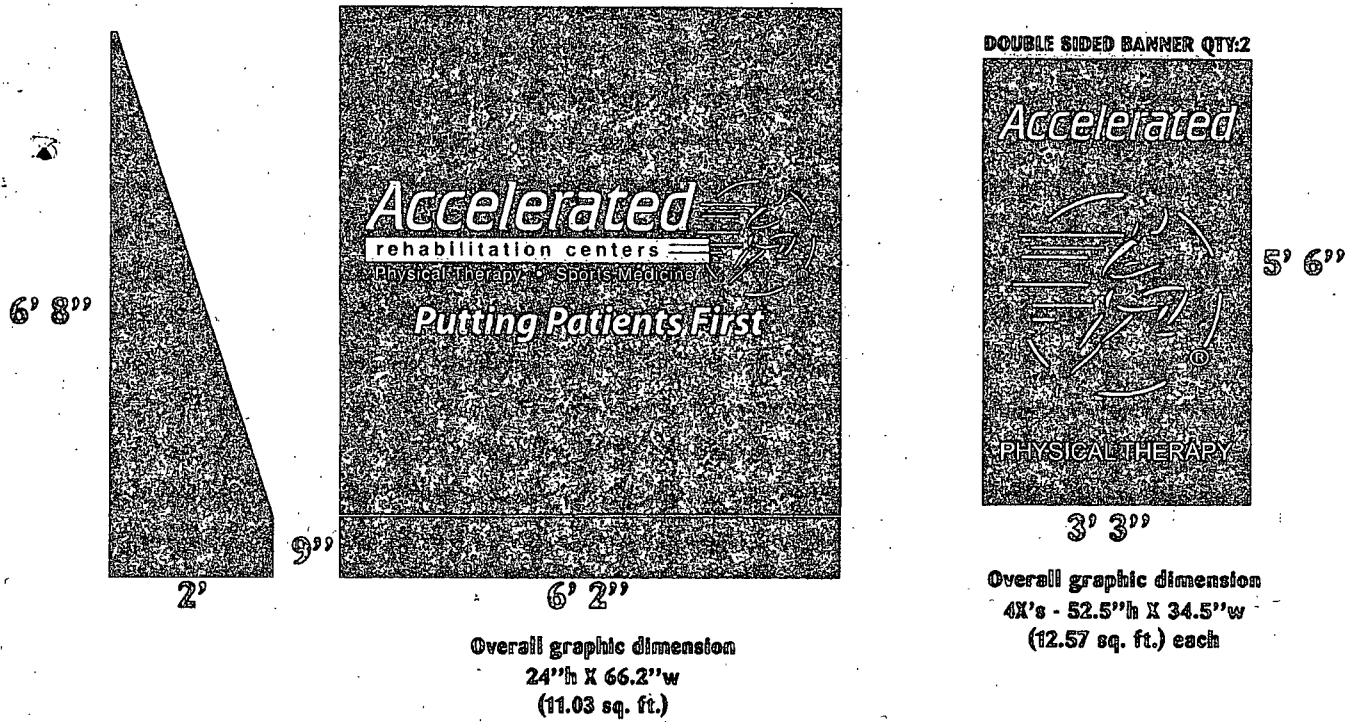 6' 8"
2'
9"
Accelerated
rehabilitation centers
Physical Therapy • Sports Medicine
®
Putting Patients First
6' 2"
Overall graphic dimension
24"h X 66.2"w
(11.03 sq. ft.)
DOUBLE SIDED BANNER QTY:2
Accelerated
®
PHYSICAL THERAPY
5' 6"
3' 3"
Overall graphic dimension
4X's - 52.5"h X 34.5"w
(12.57 sq. ft.) each